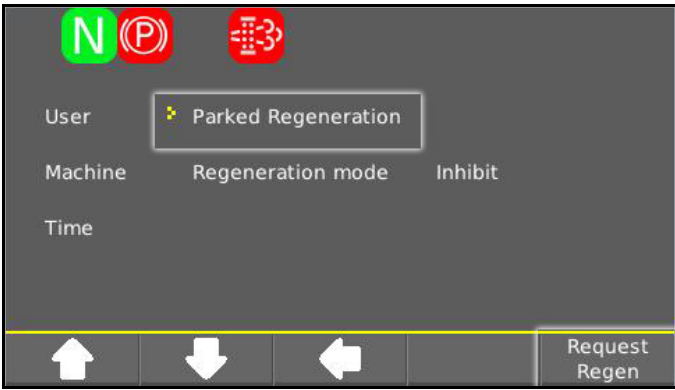 N P
User Parked Regeneration
Machine Regeneration mode Inhibit
Time
Request
Regen